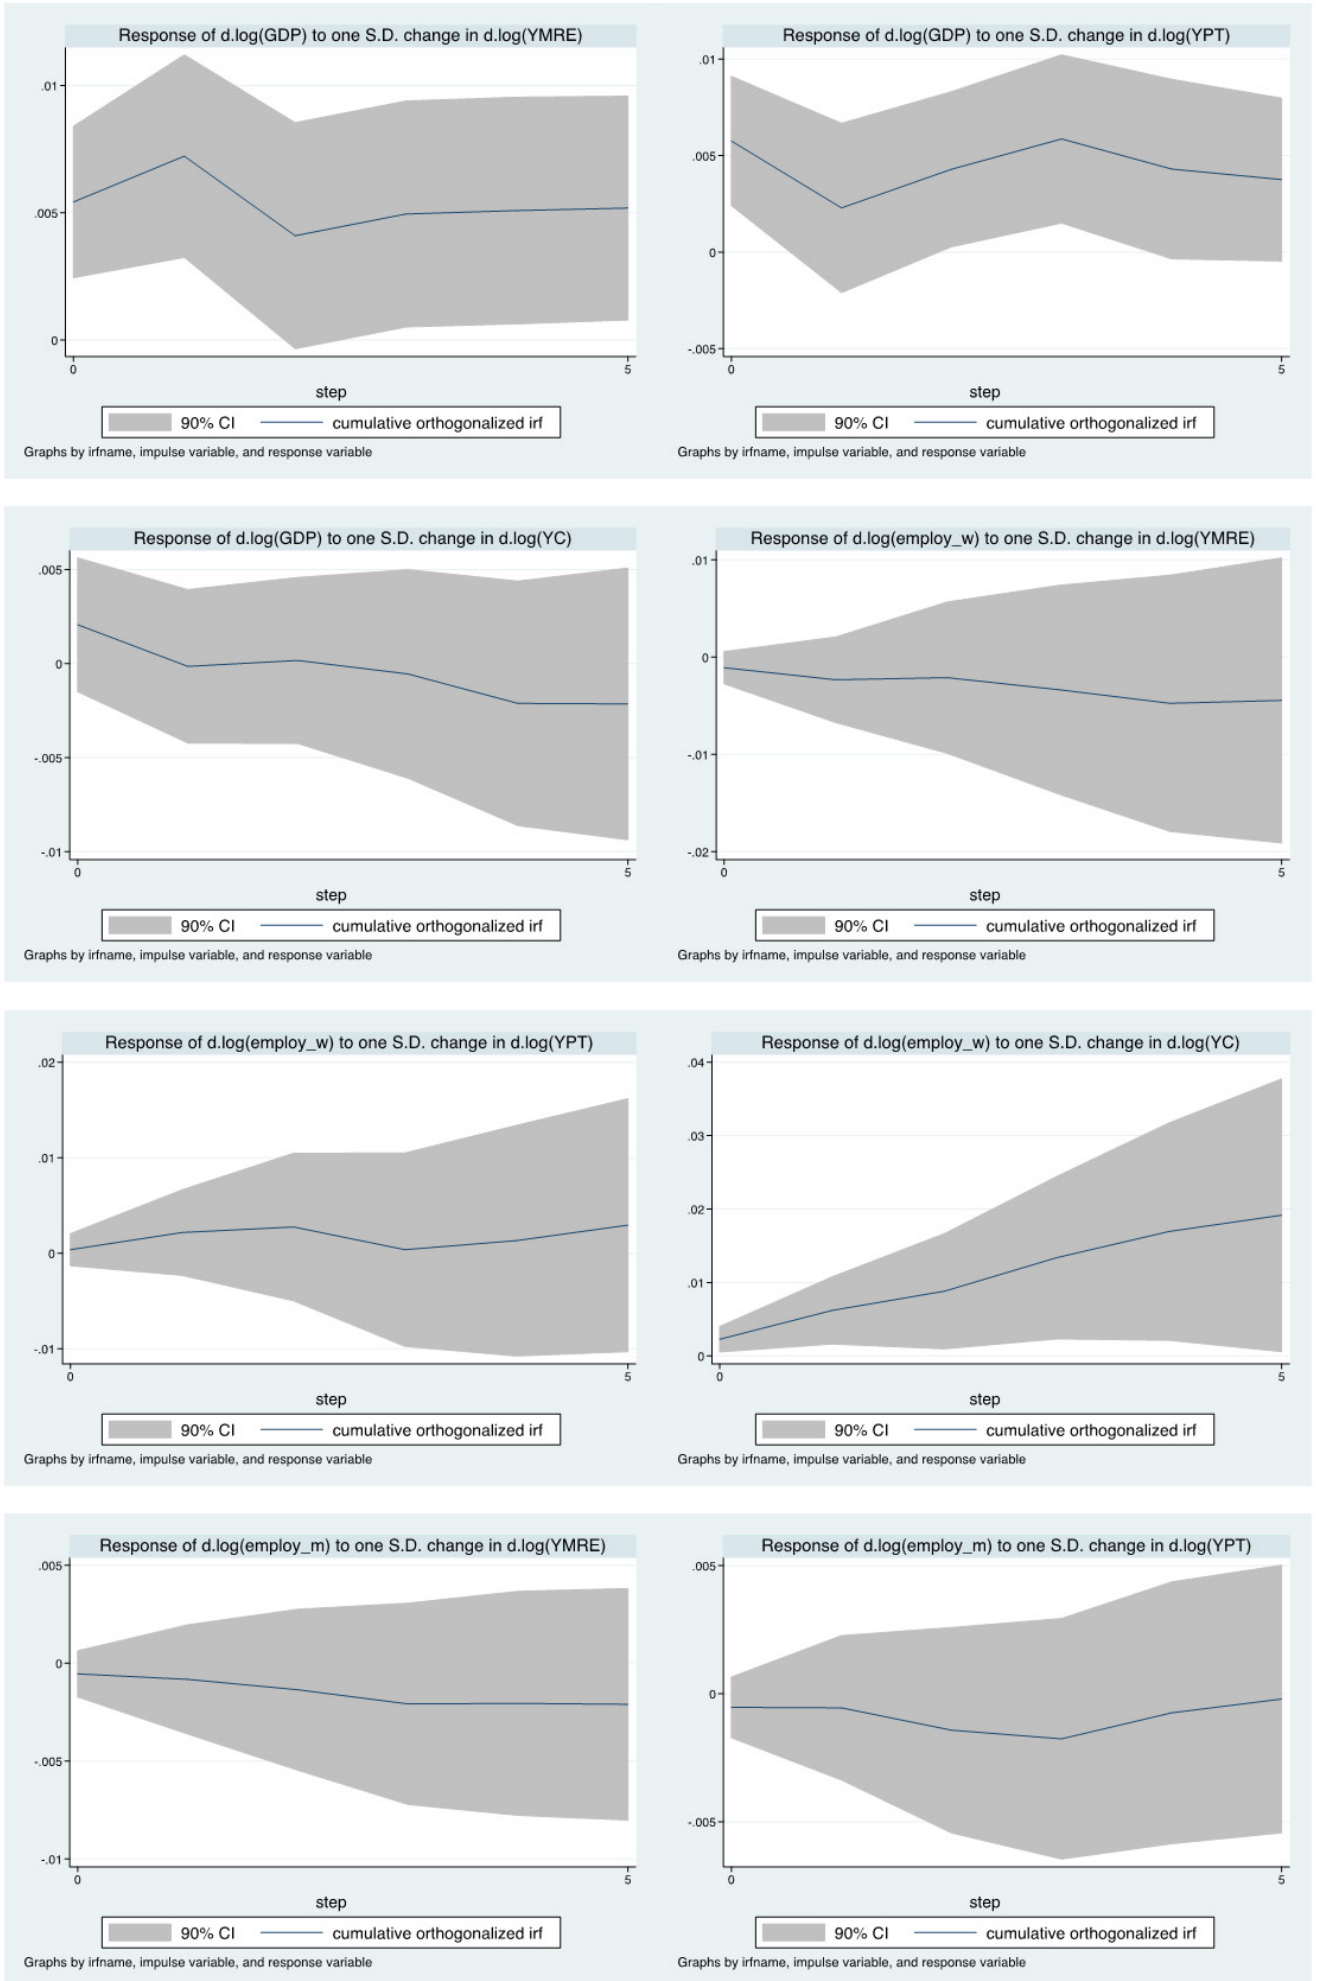 Response of d.log(GDP) to one S.D. change in d.log(YMRE)
.01
.005
0
0
5
step
90% CI
cumulative orthogonalized irf
Graphs by irfname, impulse variable, and response variable
Response of d.log(GDP) to one S.D. change in d.log(YPT)
.01
.005
0
-.005
0
5
step
90% CI
cumulative orthogonalized irf
Graphs by irfname, impulse variable, and response variable
Response of d.log(GDP) to one S.D. change in d.log(YC)
.005
0
-.005
-.01
0
5
step
90% CI
cumulative orthogonalized irf
Graphs by irfname, impulse variable, and response variable
Response of d.log(employ_w) to one S.D. change in d.log(YMRE)
.01
0
-.01
-.02
0
5
step
90% CI
cumulative orthogonalized irf
Graphs by irfname, impulse variable, and response variable
Response of d.log(employ_w) to one S.D. change in d.log(YPT)
.02
.01
0
-.01
0
5
step
90% CI
cumulative orthogonalized irf
Graphs by irfname, impulse variable, and response variable
Response of d.log(employ_w) to one S.D. change in d.log(YC)
.04
.03
.02
.01
0
0
5
step
90% CI
cumulative orthogonalized irf
Graphs by irfname, impulse variable, and response variable
Response of d.log(employ_m) to one S.D. change in d.log(YMRE)
.005
0
-.005
-.01
0
5
step
90% CI
cumulative orthogonalized irf
Graphs by irfname, impulse variable, and response variable
Response of d.log(employ_m) to one S.D. change in d.log(YPT)
.005
0
-.005
0
5
step
90% CI
cumulative orthogonalized irf
Graphs by irfname, impulse variable, and response variable